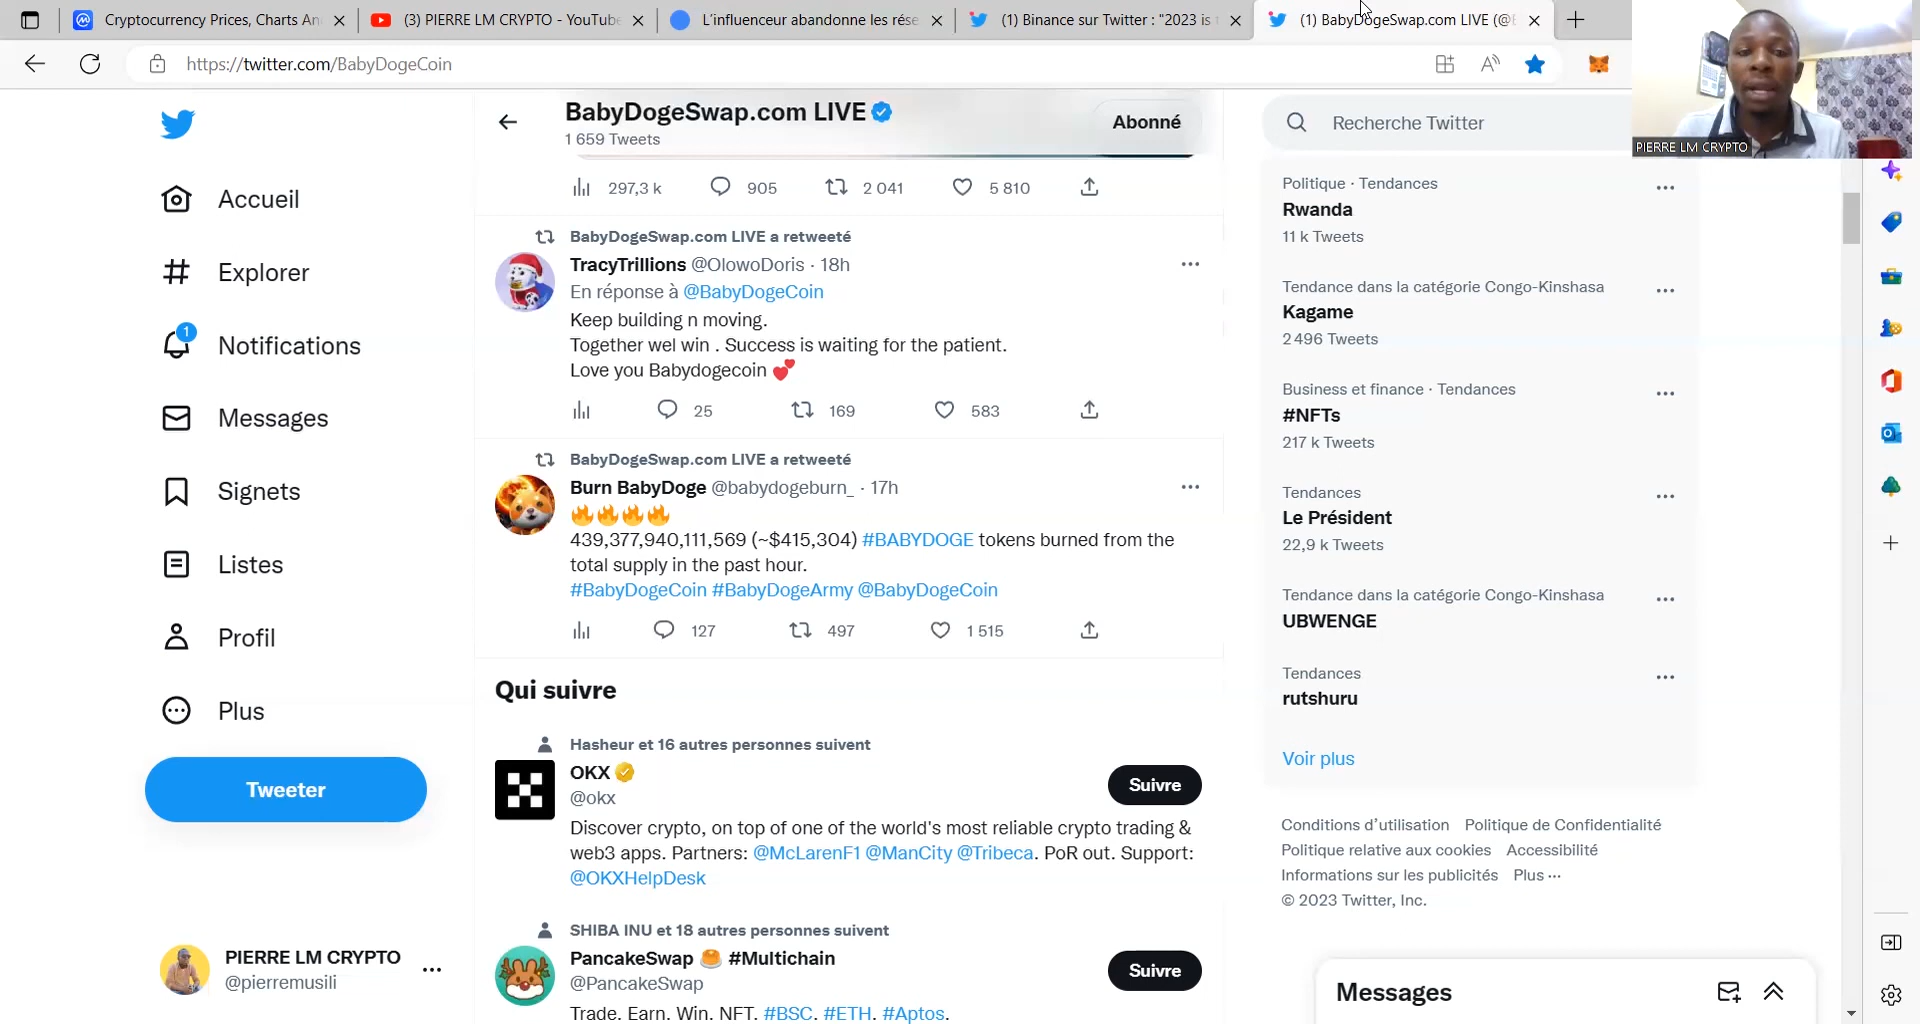 Cryptocurrency Prices, Charts An
(3) PIERRE LM CRYPTO - YouTube
L'influenceur abandonne les rése
(1) Binance sur Twitter : "2023 is
(1) BabyDogeSwap.com LIVE (@B
https://twitter.com/BabyDogeCoin
PIERRE LM CRYPTO
BabyDogeSwap.com LIVE
1 659 Tweets
Abonné
Recherche Twitter
Accueil
Explorer
1
Notifications
Messages
Signets
Listes
Profil
Plus
Tweeter
PIERRE LM CRYPTO
@pierremusili
297,3 k 905 2 041 5 810
BabyDogeSwap.com LIVE a retweeté
TracyTrillions @OlowoDoris · 18h
En réponse à @BabyDogeCoin
Keep building n moving.
Together wel win . Success is waiting for the patient.
Love you Babydogecoin 💕
25 169 583
BabyDogeSwap.com LIVE a retweeté
Burn BabyDoge @babydogeburn_ · 17h
🔥🔥🔥🔥
439,377,940,111,569 (~$415,304) #BABYDOGE tokens burned from the
total supply in the past hour.
#BabyDogeCoin #BabyDogeArmy @BabyDogeCoin
127 497 1 515
Qui suivre
Hasheur et 16 autres personnes suivent
OKX
@okx
Suivre
Discover crypto, on top of one of the world's most reliable crypto trading &
web3 apps. Partners: @McLarenF1 @ManCity @Tribeca. PoR out. Support:
@OKXHelpDesk
SHIBA INU et 18 autres personnes suivent
PancakeSwap 🥞 #Multichain
@PancakeSwap
Suivre
Trade. Earn. Win. NFT. #BSC. #ETH. #Aptos.
Politique · Tendances
Rwanda
11 k Tweets
Tendance dans la catégorie Congo-Kinshasa
Kagame
2 496 Tweets
Business et finance · Tendances
#NFTs
217 k Tweets
Tendances
Le Président
22,9 k Tweets
Tendance dans la catégorie Congo-Kinshasa
UBWENGE
Tendances
rutshuru
Voir plus
Conditions d'utilisation Politique de Confidentialité
Politique relative aux cookies Accessibilité
Informations sur les publicités Plus ···
© 2023 Twitter, Inc.
Messages